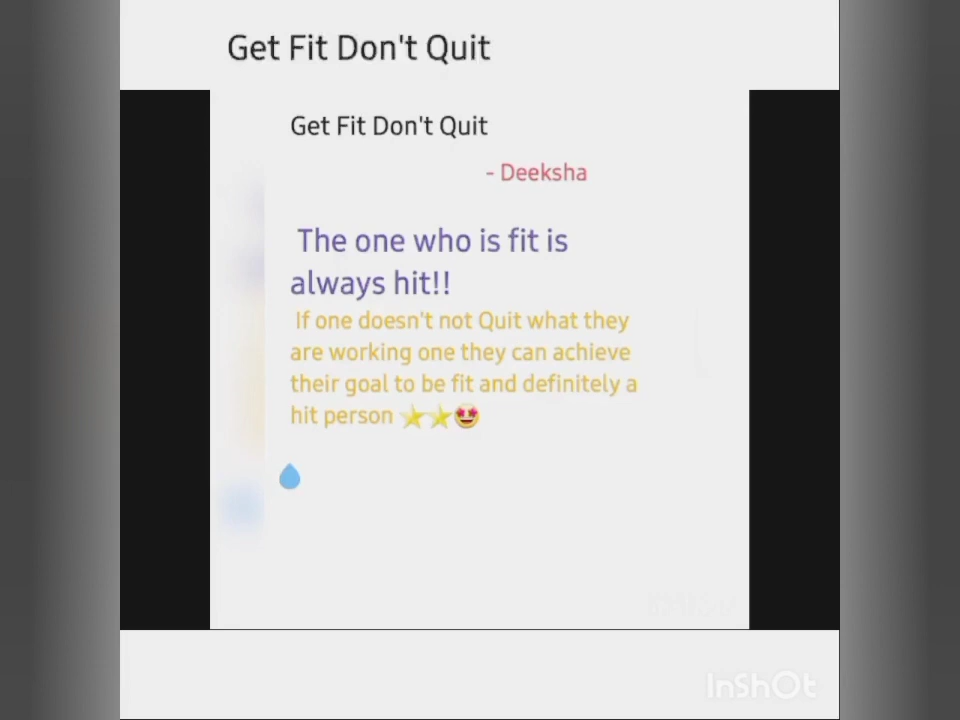 Get Fit Don't Quit
Get Fit Don't Quit
- Deeksha
The one who is fit is
always hit!!
If one doesn't not Quit what they
are working one they can achieve
their goal to be fit and definitely a
hit person ⭐⭐🤩
💧
InShOt